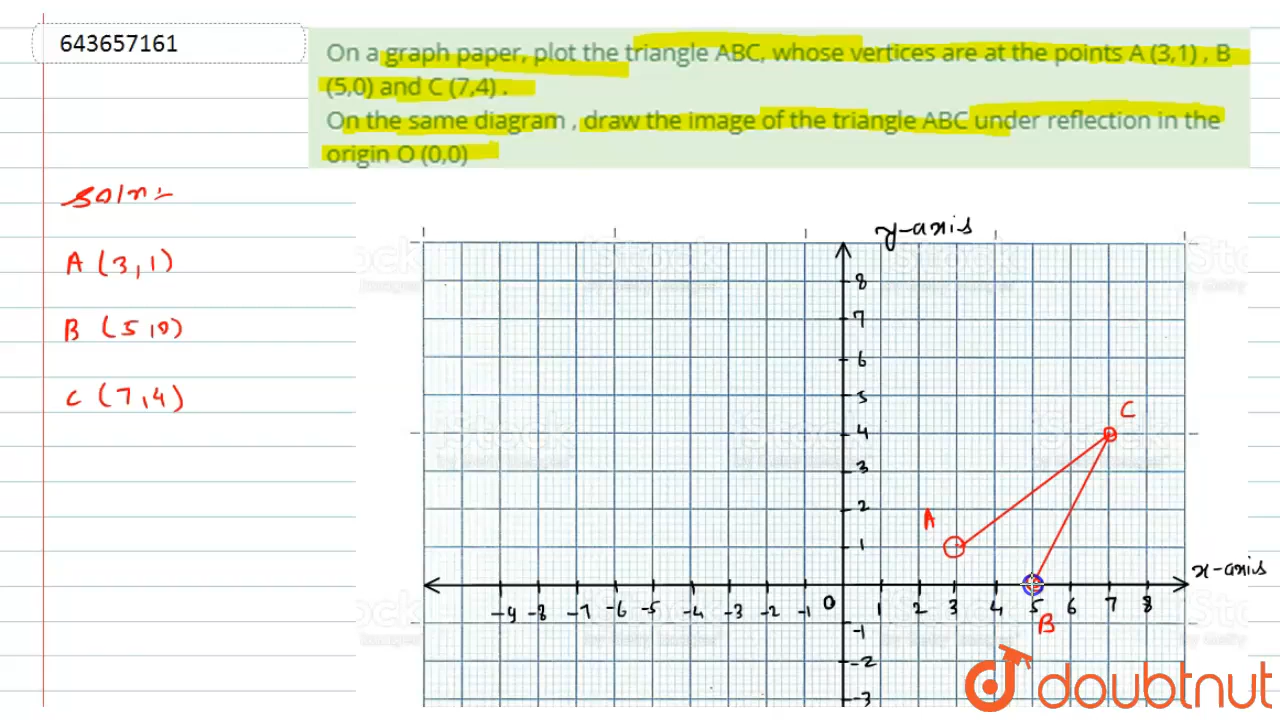 643657161
On a graph paper, plot the triangle ABC, whose vertices are at the points A (3,1) , B
(5,0) and C (7,4) .
On the same diagram , draw the image of the triangle ABC under reflection in the
origin O (0,0)
Soln:-
A (3,1)
B (5,0)
C (7,4)
y-axis
8
7
6
5
4
3
2
1
C
A
x-axis
-9 -8 -7 -6 -5 -4 -3 -2 -1 0 1 2 3 4 5 6 7 8
B
-1
-2
-3
doubtnut